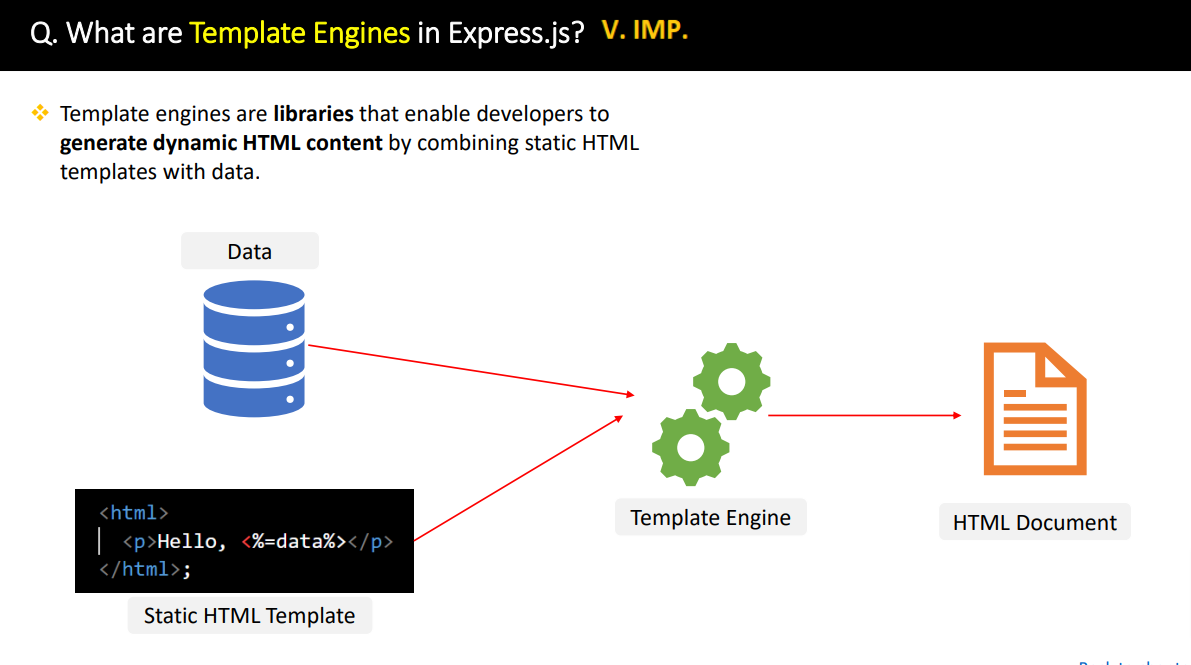 Q. What are Template Engines in Express.js? V. IMP.
Template engines are libraries that enable developers to
generate dynamic HTML content by combining static HTML
templates with data.
Data
<html>
<p>Hello, <%=data%></p>
</html>;
Static HTML Template
Template Engine
HTML Document